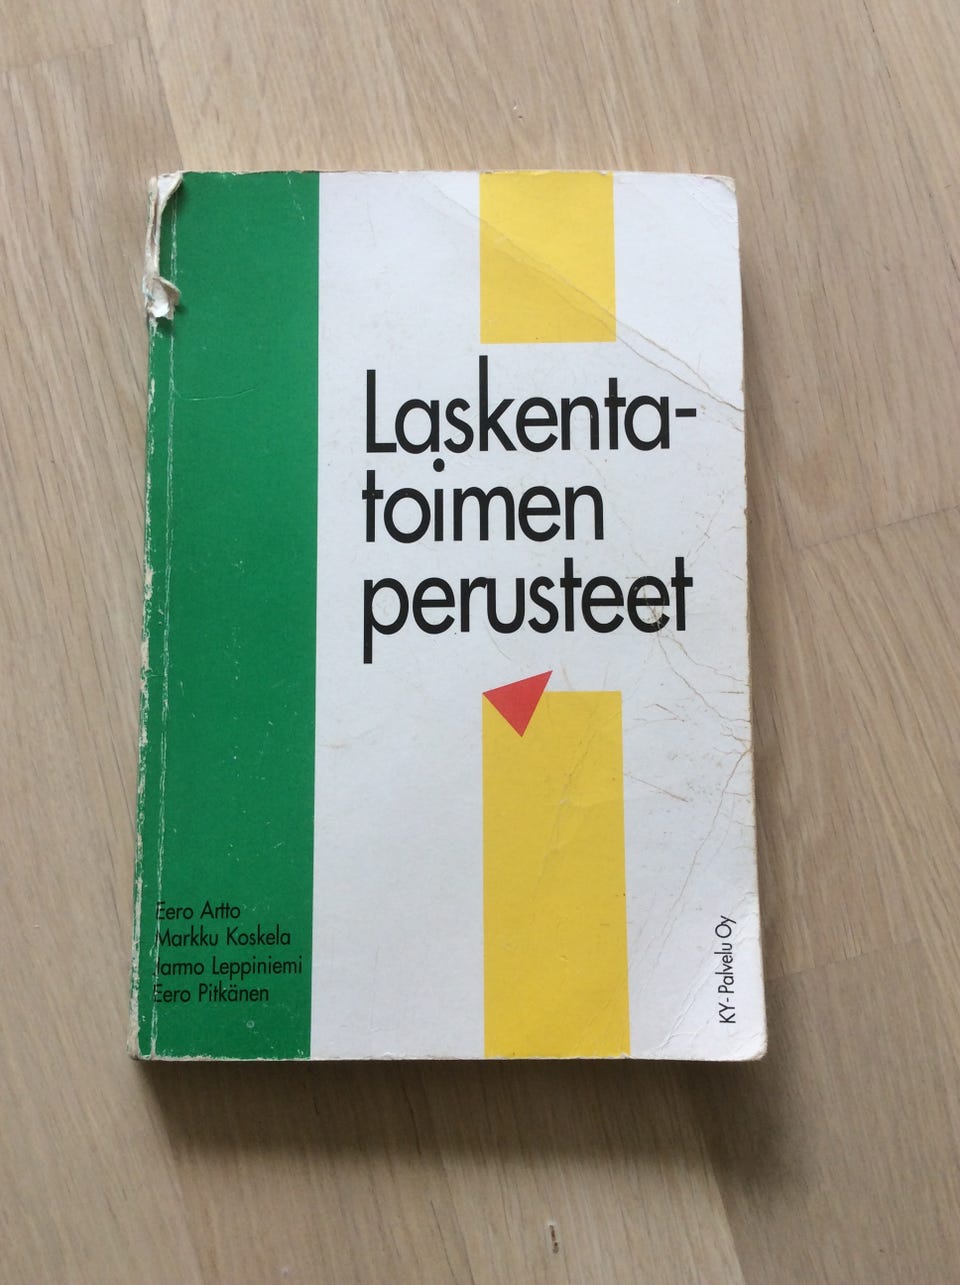 Laskenta-
toimen
perusteet
Eero Artto
Markku Koskela
Jarmo Leppiniemi
Eero Pitkänen
KY-Palvelu Oy